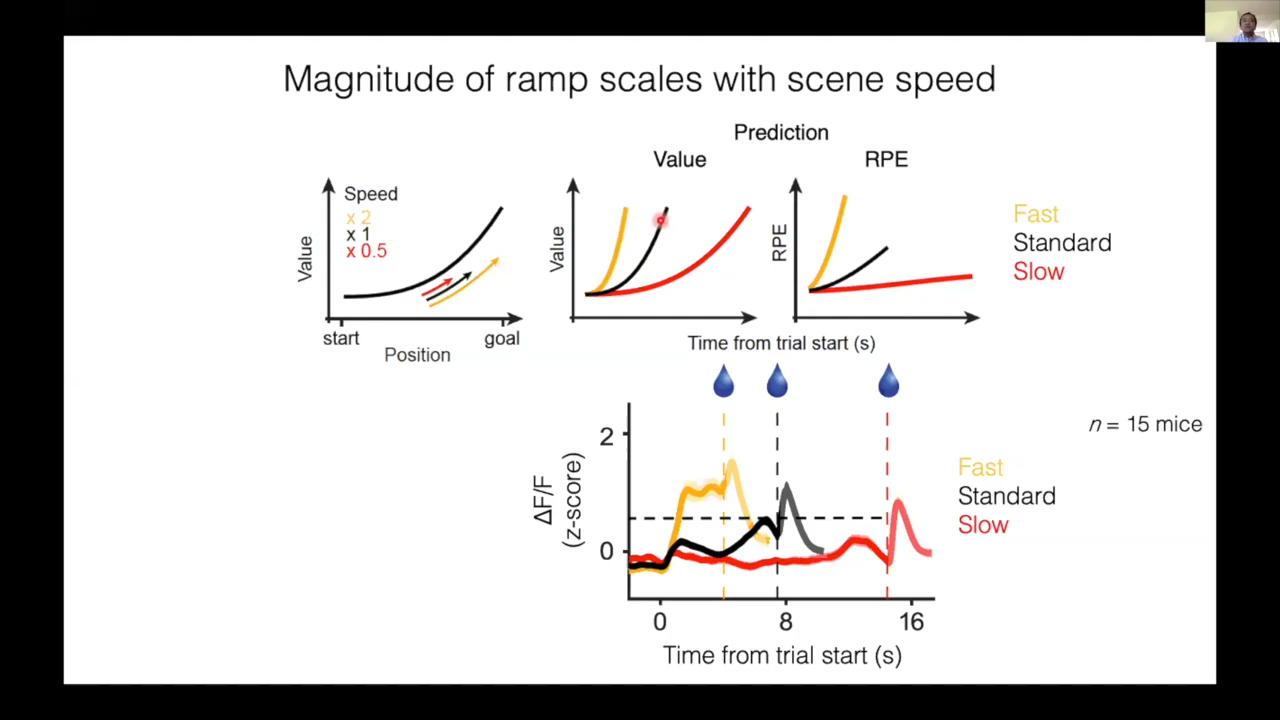 Magnitude of ramp scales with scene speed
Prediction
Value
RPE
Value
Speed
x 2
x 1
x 0.5
start
goal
Position
Value
RPE
Time from trial start (s)
Fast
Standard
Slow
2
0
ΔF/F
(z-score)
0
8
16
Time from trial start (s)
Fast
Standard
Slow
n = 15 mice